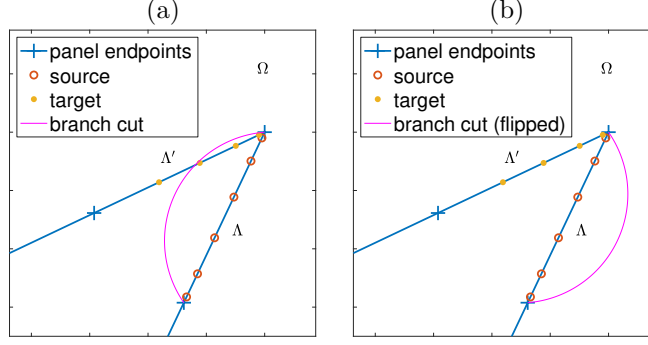 (a)
panel endpoints
source
target
branch cut
Ω
Λ′
Λ
(b)
panel endpoints
source
target
branch cut (flipped)
Ω
Λ′
Λ